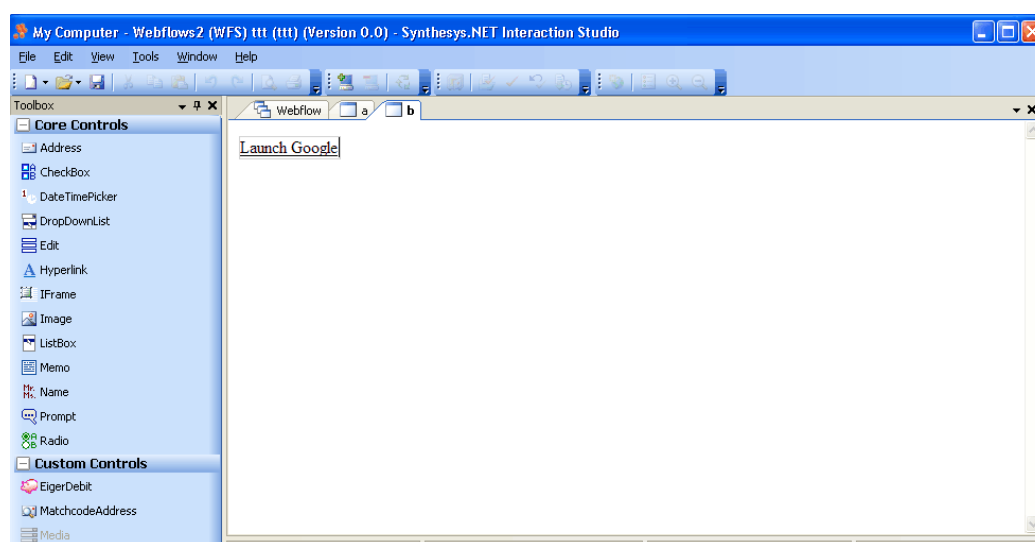 My Computer - Webflows2 (WFS) ttt (ttt) (Version 0.0) - Synthesys.NET Interaction Studio
File Edit View Tools Window Help
Toolbox
Webflow a b
Core Controls
Launch Google
Address
CheckBox
DateTimePicker
DropDownList
Edit
A Hyperlink
IFrame
Image
ListBox
Memo
Mr. Ms. Name
Prompt
Radio
Custom Controls
EigerDebit
MatchcodeAddress
Media